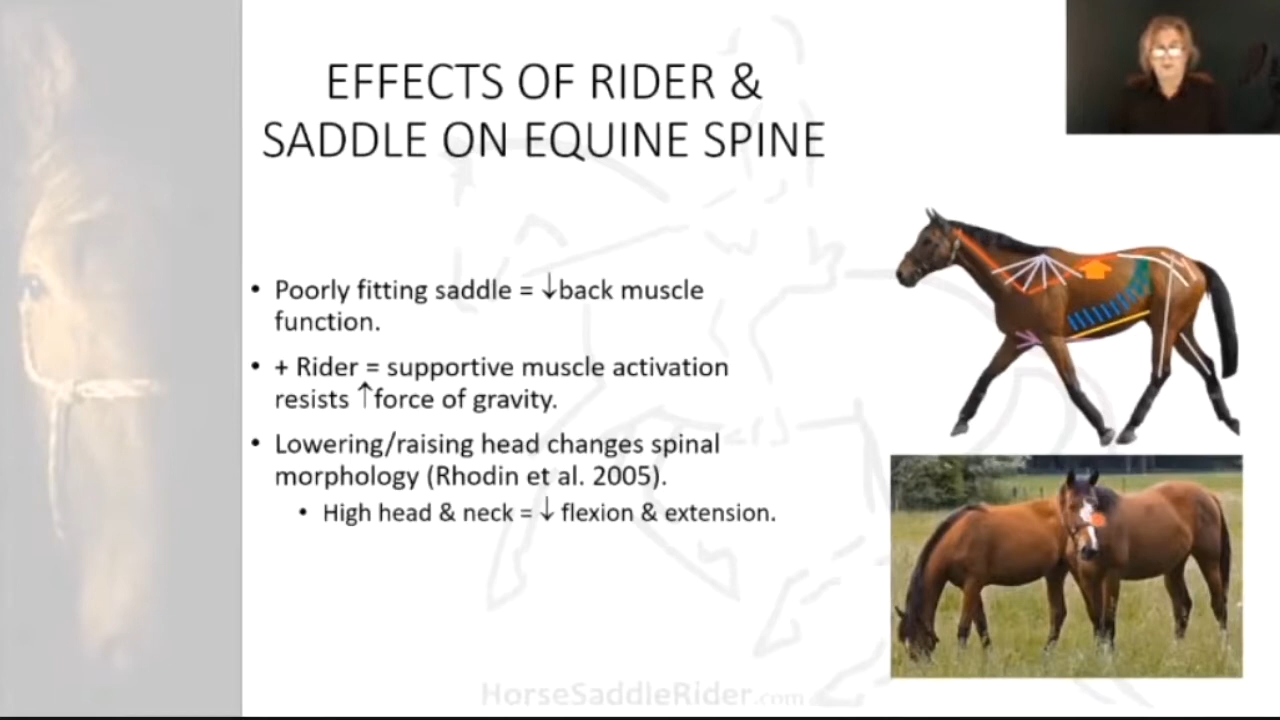 EFFECTS OF RIDER &
SADDLE ON EQUINE SPINE
• Poorly fitting saddle = ↓back muscle
function.
• + Rider = supportive muscle activation
resists ↑force of gravity.
• Lowering/raising head changes spinal
morphology (Rhodin et al. 2005).
• High head & neck = ↓ flexion & extension.
HorseSaddleRider.com